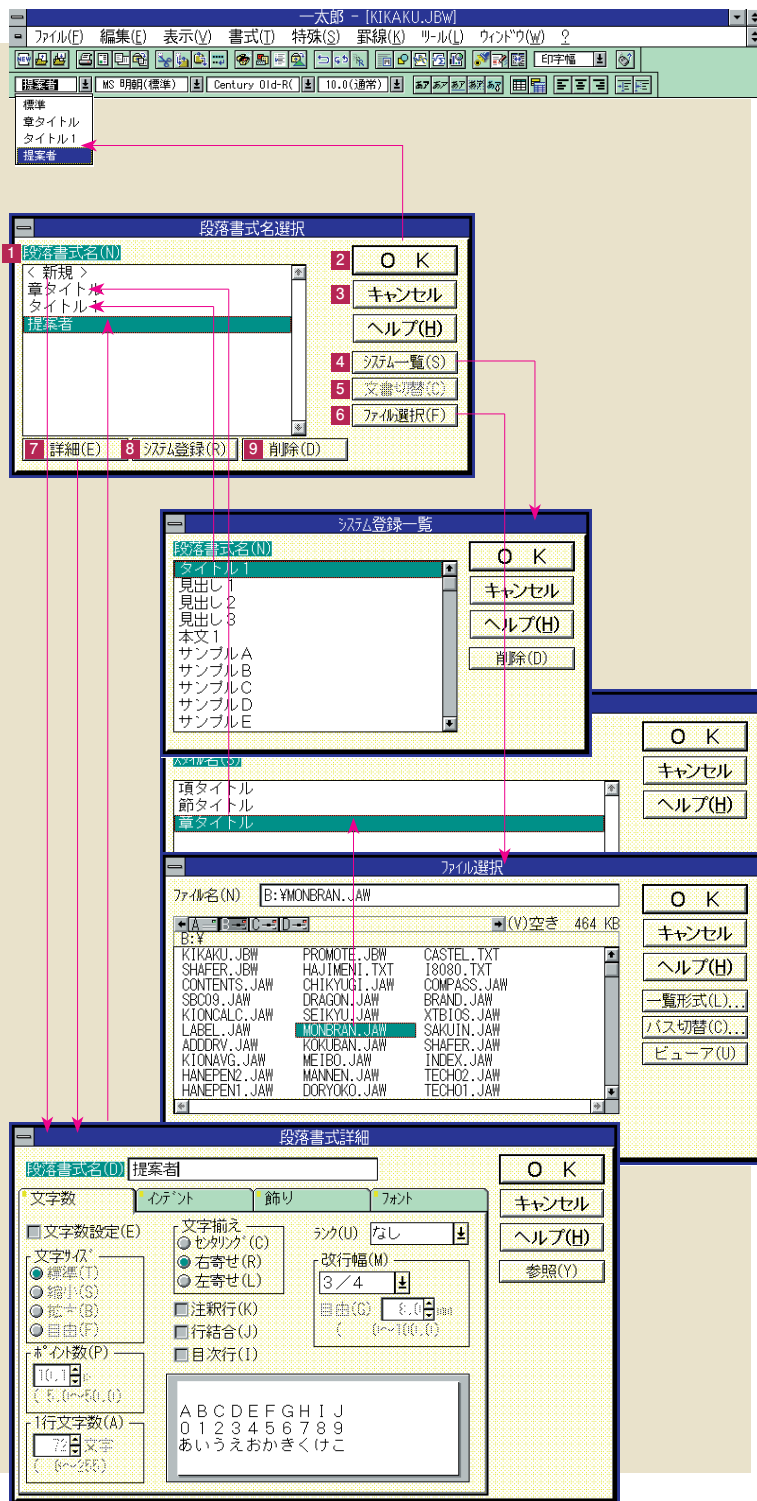 一太郎 - [KIKAKU.JBW]
ファイル(F) 編集(E) 表示(V) 書式(T) 特殊(S) 罫線(K) ツール(L) ウィンドウ(W) ?
印字幅
提案者 MS 明朝(標準) Century Old-R( 10.0(通常)
標準
章タイトル
タイトル1
提案者
段落書式名選択
1 段落書式名(N)
< 新規 >
章タイトル
タイトル1
提案者
2 O K
3 キャンセル
ヘルプ(H)
4 システム一覧(S)
5 文書切替(C)
6 ファイル選択(F)
7 詳細(E) 8 システム登録(R) 9 削除(D)
システム登録一覧
段落書式名(N)
タイトル1
見出し1
見出し2
見出し3
本文1
サンプルA
サンプルB
サンプルC
サンプルD
サンプルE
O K
キャンセル
ヘルプ(H)
削除(D)
スタイル名(S)
項タイトル
節タイトル
章タイトル
O K
キャンセル
ヘルプ(H)
ファイル選択
ファイル名(N) B:¥MONBRAN.JAW
A B C D (V)空き 464 KB
B:¥
KIKAKU.JBW PROMOTE.JBW CASTEL.TXT
SHAFER.JBW HAJIMENI.TXT I8080.TXT
CONTENTS.JAW CHIKYUGI.JAW COMPASS.JAW
SBC09.JAW DRAGON.JAW BRAND.JAW
KIONCALC.JAW SEIKYU.JAW XTBIOS.JAW
LABEL.JAW MONBRAN.JAW SAKUIN.JAW
ADDDRV.JAW KOKUBAN.JAW SHAFER.JAW
KIONAVG.JAW MEIBO.JAW INDEX.JAW
HANEPEN2.JAW MANNEN.JAW TECHO2.JAW
HANEPEN1.JAW DORYOKO.JAW TECHO1.JAW
O K
キャンセル
ヘルプ(H)
一覧形式(L)...
パス切替(C)...
ビューア(U)
段落書式詳細
段落書式名(D) 提案者
文字数 インデント 飾り フォント
文字数設定(E)
文字サイズ
標準(T)
縮小(S)
拡大(B)
自由(F)
ポイント数(P)
10.1 P
( 5.0～50.0)
1行文字数(A)
72 文字
( 6～255)
文字揃え
センタリング(C)
右寄せ(R)
左寄せ(L)
注釈行(K)
行結合(J)
目次行(I)
ランク(U) なし
改行幅(M)
3/4
自由(G) 8.0 mm
( 0～100.0)
ABCDEFGHIJ
0123456789
あいうえおかきくけこ
O K
キャンセル
ヘルプ(H)
参照(Y)